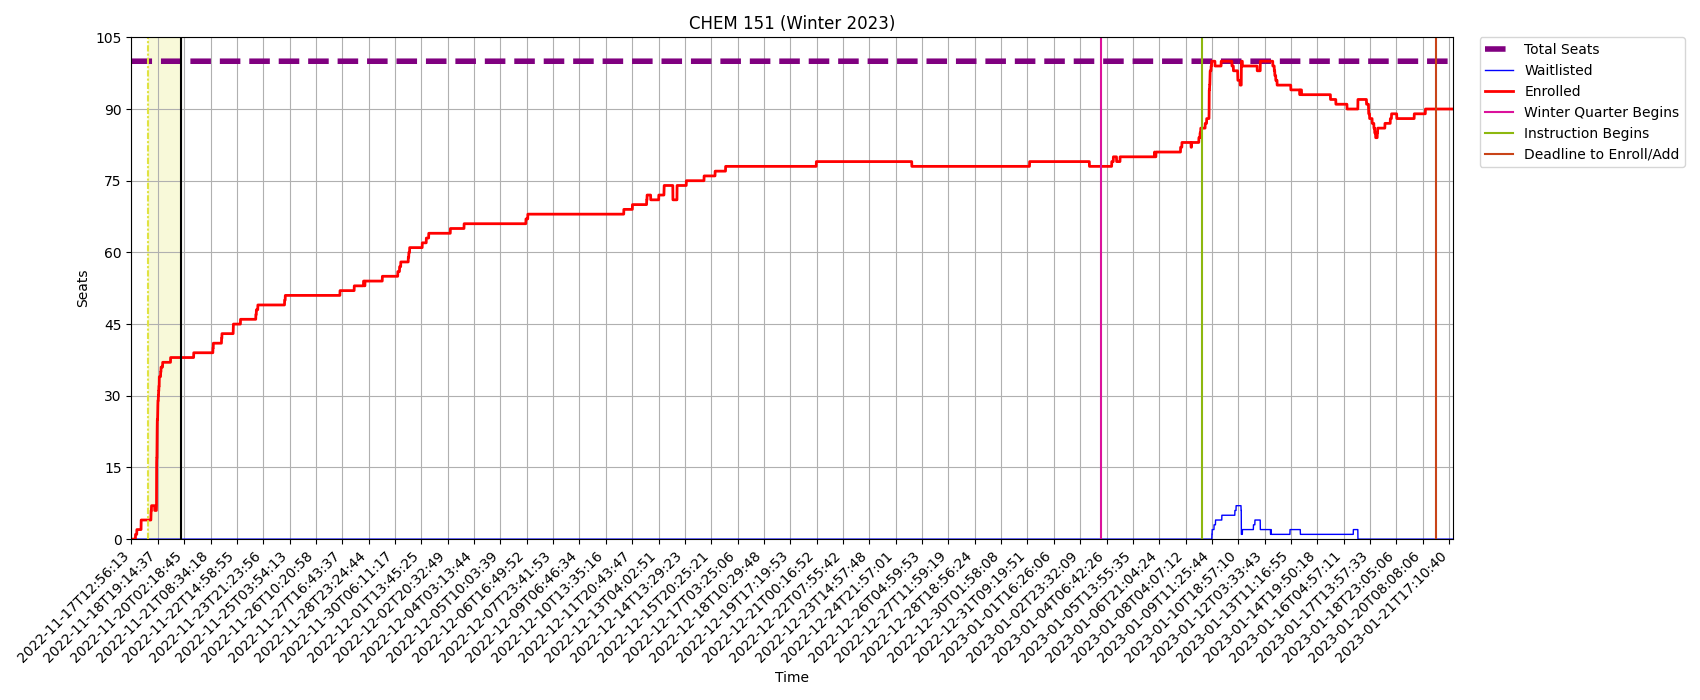 CHEM 151 (Winter 2023)
105
90
75
60
45
30
15
0
Seats
Total Seats
Waitlisted
Enrolled
Winter Quarter Begins
Instruction Begins
Deadline to Enroll/Add
2022-11-17T12:56:13
2022-11-18T19:14:37
2022-11-20T02:18:45
2022-11-21T08:34:18
2022-11-22T14:58:55
2022-11-23T21:23:56
2022-11-25T03:54:13
2022-11-26T10:20:58
2022-11-27T16:43:37
2022-11-28T23:24:44
2022-11-30T06:11:17
2022-12-01T13:45:25
2022-12-02T20:32:49
2022-12-04T03:13:44
2022-12-05T10:03:39
2022-12-06T16:49:52
2022-12-07T23:41:53
2022-12-09T06:46:34
2022-12-10T13:35:16
2022-12-11T20:43:47
2022-12-13T04:02:51
2022-12-14T13:29:23
2022-12-15T20:25:21
2022-12-17T03:25:06
2022-12-18T10:29:48
2022-12-19T17:19:53
2022-12-21T00:16:52
2022-12-22T07:55:42
2022-12-23T14:57:48
2022-12-24T21:57:01
2022-12-26T04:59:53
2022-12-27T11:59:19
2022-12-28T18:56:24
2022-12-30T01:58:08
2022-12-31T09:19:51
2023-01-01T16:26:06
2023-01-02T23:32:09
2023-01-04T06:42:26
2023-01-05T13:55:35
2023-01-06T21:04:24
2023-01-08T04:07:12
2023-01-09T11:25:44
2023-01-10T18:57:10
2023-01-12T03:33:43
2023-01-13T11:16:55
2023-01-14T19:50:18
2023-01-16T04:57:11
2023-01-17T13:57:33
2023-01-18T23:05:06
2023-01-20T08:08:06
2023-01-21T17:10:40
Time